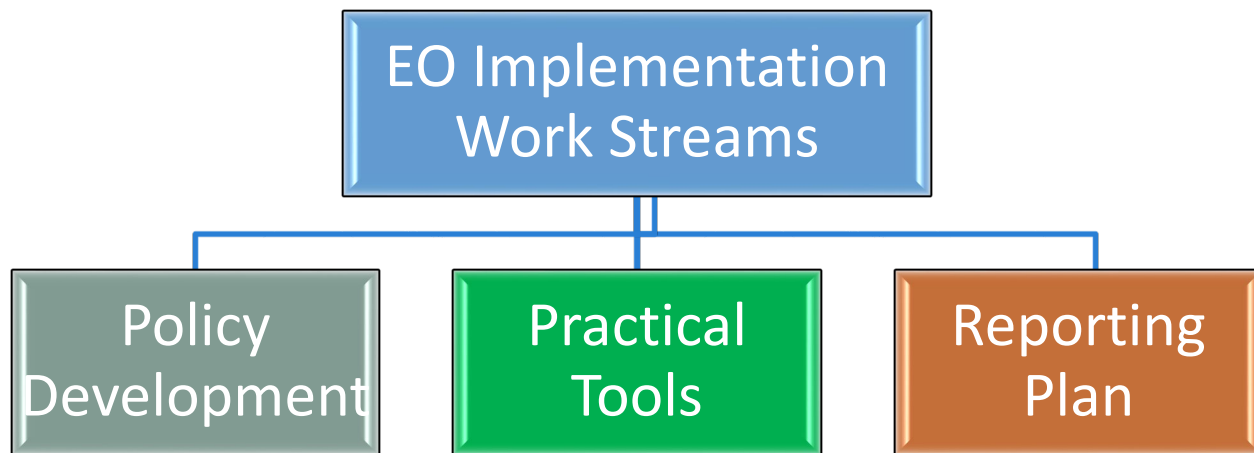 EO Implementation
Work Streams
Policy
Development
Practical
Tools
Reporting
Plan